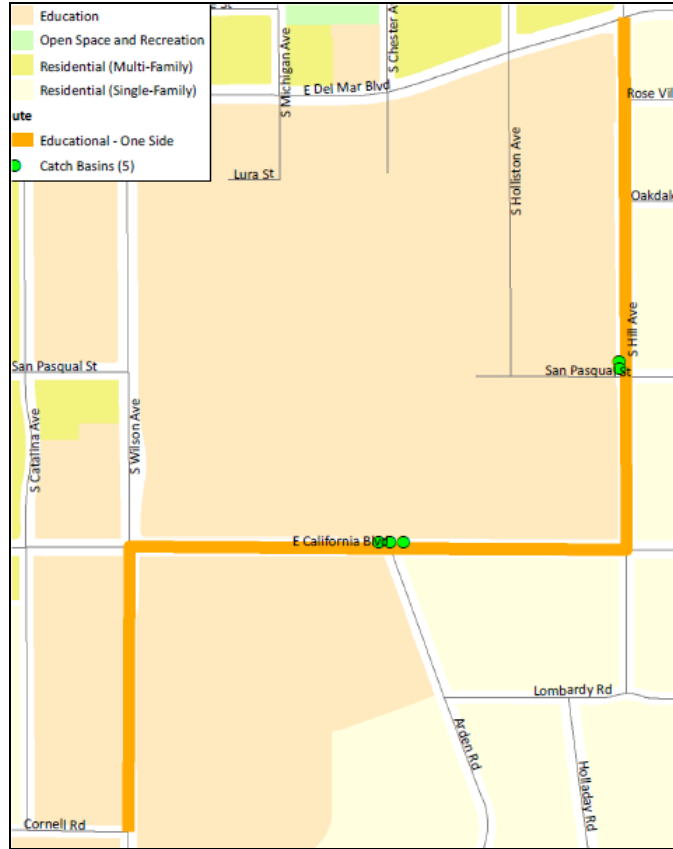 Education
Open Space and Recreation
Residential (Multi-Family)
Residential (Single-Family)
ute
Educational - One Side
Catch Basins (5)
e St
S Michigan Ave
S Chester A
E Del Mar Blvd
Rose Vil
Lura St
S Holliston Ave
Oakdale
S Hill Ave
San Pasqual St
San Pasqual St
S Catalina Ave
S Wilson Ave
E California Blvd
Lombardy Rd
Arden Rd
Holladay Rd
Cornell Rd